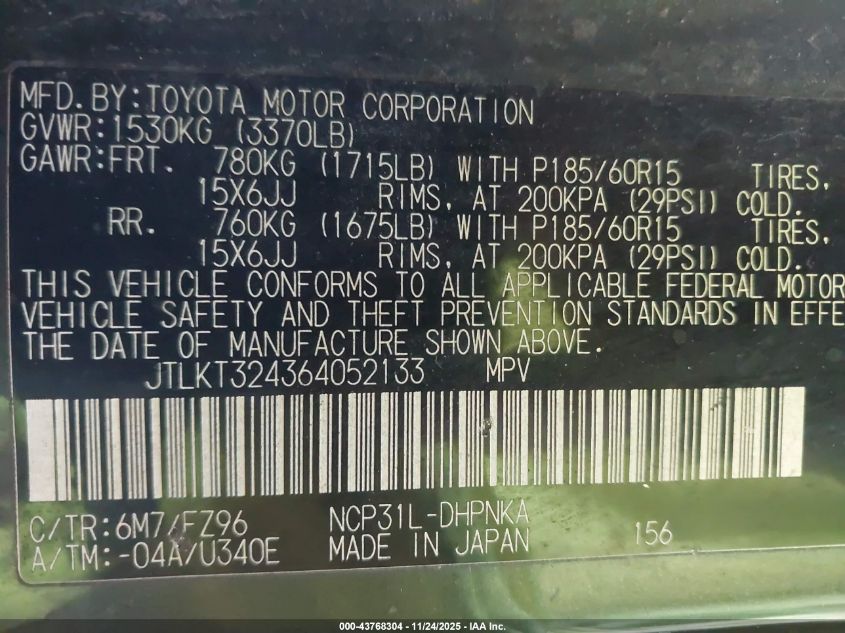 MFD.BY:TOYOTA MOTOR CORPORATION
GVWR:1530KG (3370LB)
GAWR:FRT. 780KG (1715LB) WITH P185/60R15 TIRES,
15X6JJ RIMS, AT 200KPA (29PSI) COLD.
RR. 760KG (1675LB) WITH P185/60R15 TIRES,
15X6JJ RIMS, AT 200KPA (29PSI) COLD.
THIS VEHICLE CONFORMS TO ALL APPLICABLE FEDERAL MOTOR
VEHICLE SAFETY AND THEFT PREVENTION STANDARDS IN EFFE
THE DATE OF MANUFACTURE SHOWN ABOVE.
JTLKT324364052133 MPV
C/TR:6M7/FZ96 NCP31L-DHPNKA
A/TM:-04A/U340E MADE IN JAPAN 156
000-43768304 - 11/24/2025 - IAA Inc.